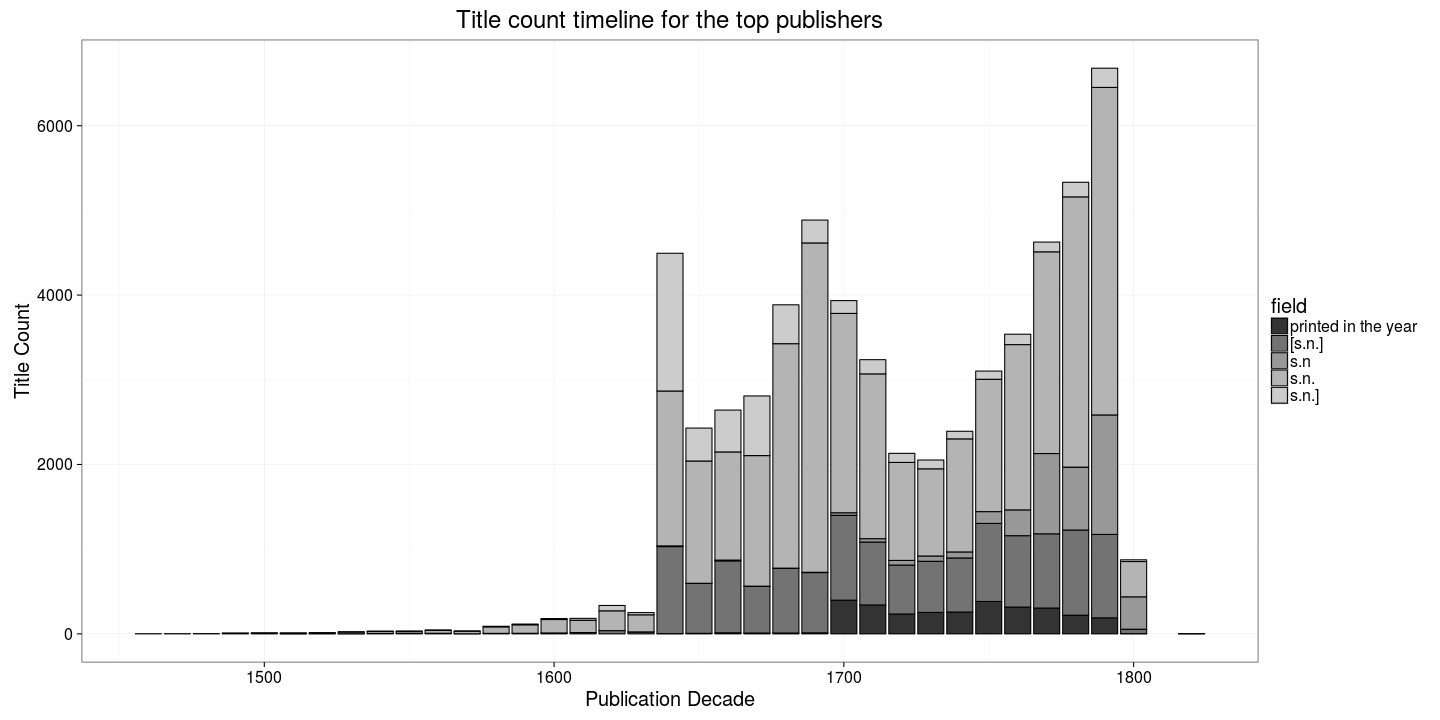 Title count timeline for the top publishers
Title Count
6000
4000
2000
0
1500
1600
1700
1800
Publication Decade
field
printed in the year
[s.n.]
s.n
s.n.
s.n.]